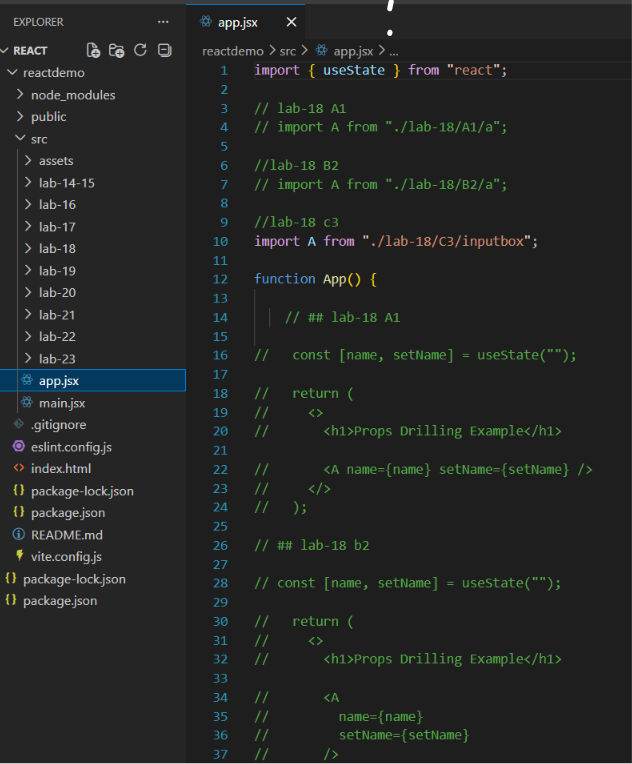 EXPLORER
REACT
reactdemo
node_modules
public
src
assets
lab-14-15
lab-16
lab-17
lab-18
lab-19
lab-20
lab-21
lab-22
lab-23
app.jsx
main.jsx
.gitignore
eslint.config.js
index.html
package-lock.json
package.json
README.md
vite.config.js
package-lock.json
package.json
app.jsx
reactdemo > src > app.jsx > ...
1 import { useState } from "react";
2
3 // lab-18 A1
4 // import A from "./lab-18/A1/a";
5
6 //lab-18 B2
7 // import A from "./lab-18/B2/a";
8
9 //lab-18 c3
10 import A from "./lab-18/C3/inputbox";
11
12 function App() {
13
14 // ## lab-18 A1
15
16 // const [name, setName] = useState("");
17
18 // return (
19 // <>
20 // <h1>Props Drilling Example</h1>
21
22 // <A name={name} setName={setName} />
23 // </>
24 // );
25
26 // ## lab-18 b2
27
28 // const [name, setName] = useState("");
29
30 // return (
31 // <>
32 // <h1>Props Drilling Example</h1>
33
34 // <A
35 // name={name}
36 // setName={setName}
37 // />